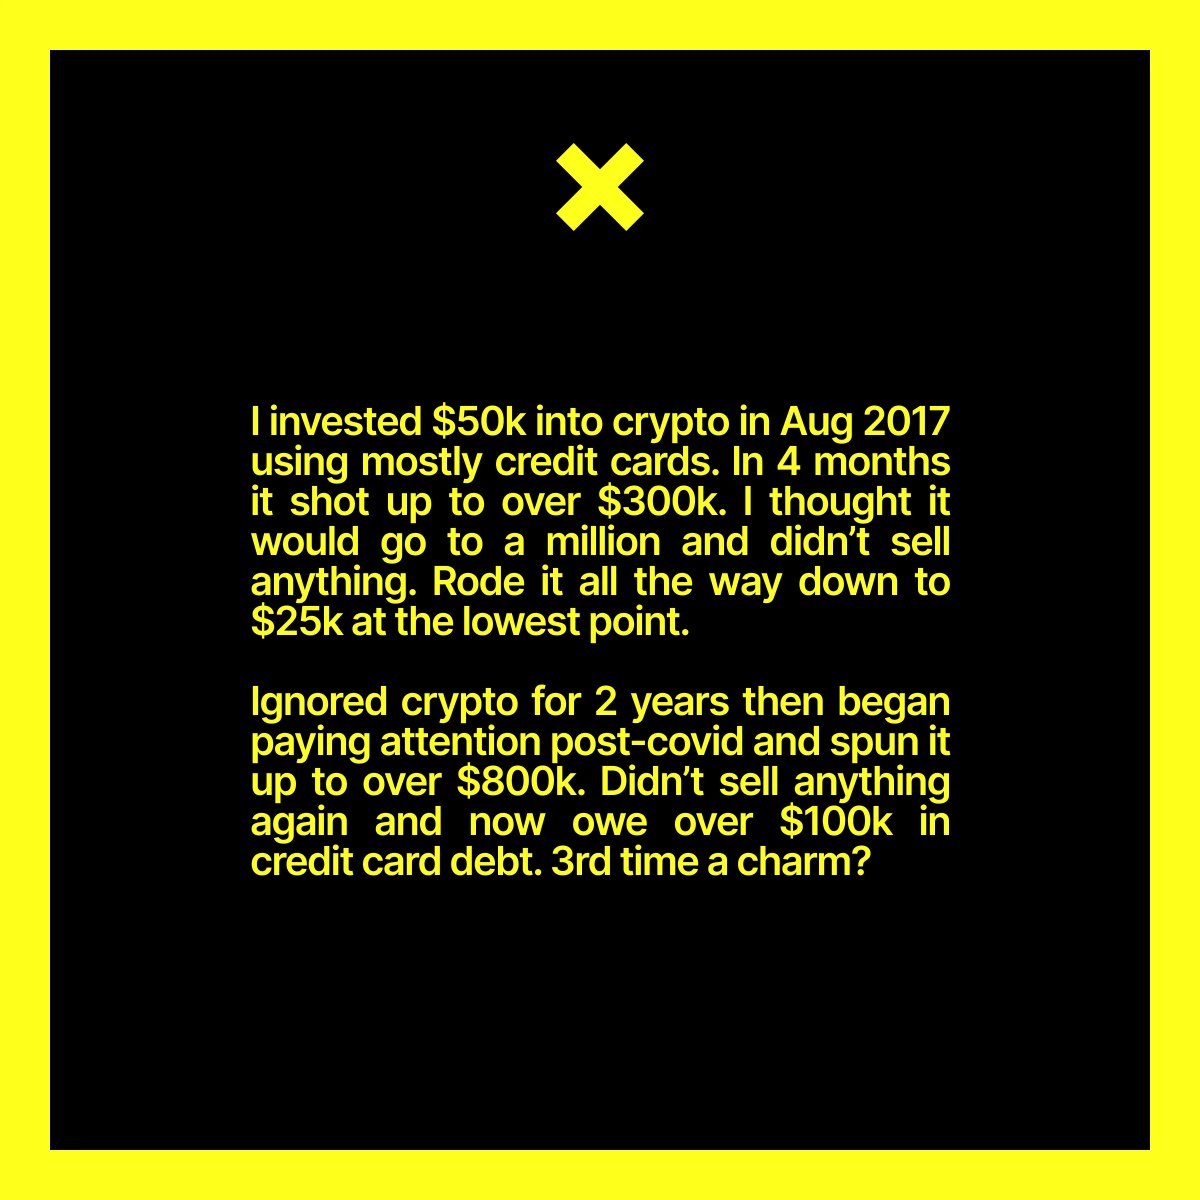 I invested $50k into crypto in Aug 2017
using mostly credit cards. In 4 months
it shot up to over $300k. I thought it
would go to a million and didn’t sell
anything. Rode it all the way down to
$25k at the lowest point.
Ignored crypto for 2 years then began
paying attention post-covid and spun it
up to over $800k. Didn’t sell anything
again and now owe over $100k in
credit card debt. 3rd time a charm?